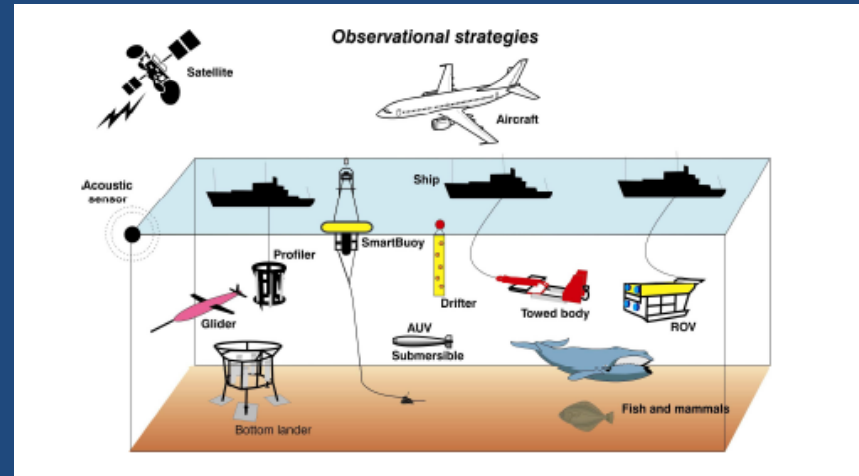 Observational strategies
Satellite
Aircraft
Acoustic
sensor
Ship
SmartBuoy
Profiler
Glider
Drifter
Towed body
ROV
AUV
Submersible
Fish and mammals
Bottom lander